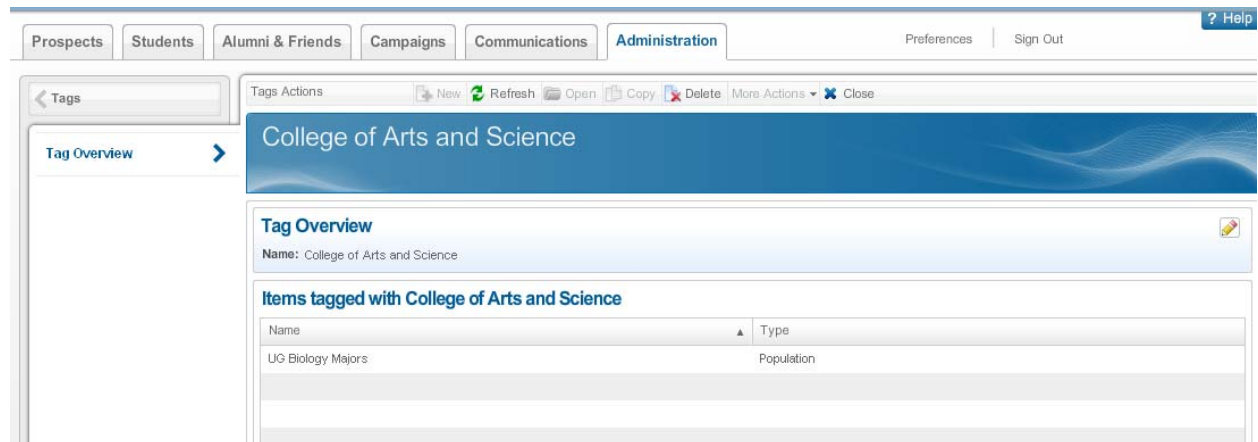 ? Help
Prospects Students Alumni & Friends Campaigns Communications Administration Preferences Sign Out
Tags
Tags Actions New Refresh Open Copy Delete More Actions Close
Tag Overview
College of Arts and Science
Tag Overview
Name: College of Arts and Science
Items tagged with College of Arts and Science
Name Type
UG Biology Majors Population